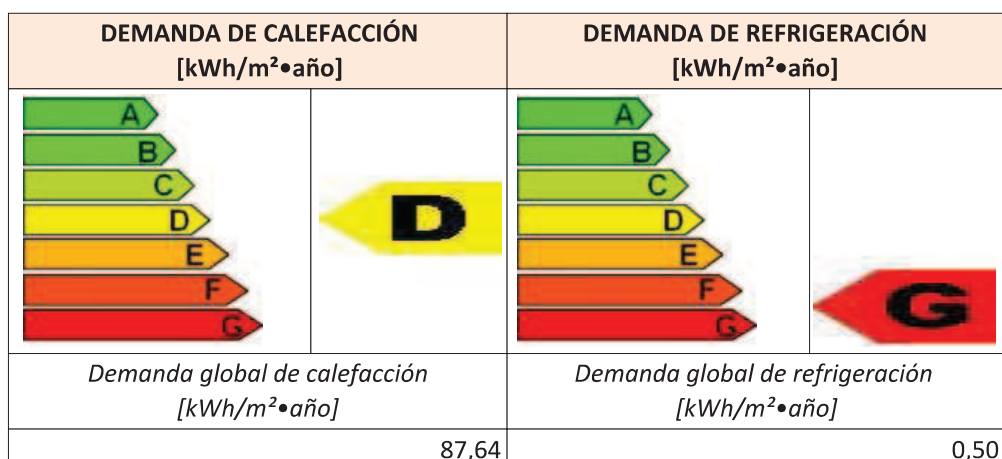 DEMANDA DE CALEFACCIÓN
[kWh/m²•año]
DEMANDA DE REFRIGERACIÓN
[kWh/m²•año]
A
B
C
D
E
F
G
D
A
B
C
D
E
F
G
G
Demanda global de calefacción
[kWh/m²•año]
Demanda global de refrigeración
[kWh/m²•año]
87,64
0,50